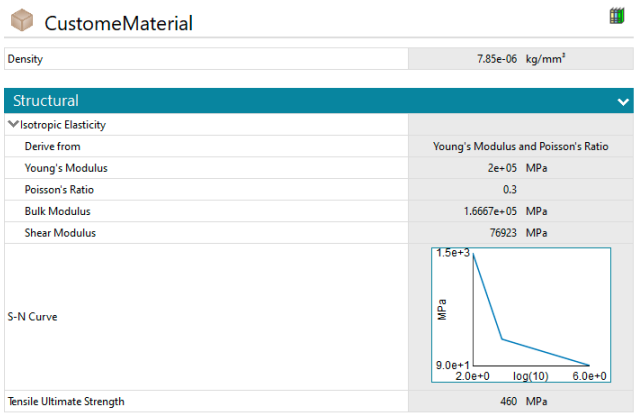 CustomeMaterial
Density 7.85e-06 kg/mm³
Structural
Isotropic Elasticity
Derive from Young's Modulus and Poisson's Ratio
Young's Modulus 2e+05 MPa
Poisson's Ratio 0.3
Bulk Modulus 1.6667e+05 MPa
Shear Modulus 76923 MPa
S-N Curve
1.5e+3
MPa
9.0e+1
2.0e+0 log(10) 6.0e+0
Tensile Ultimate Strength 460 MPa